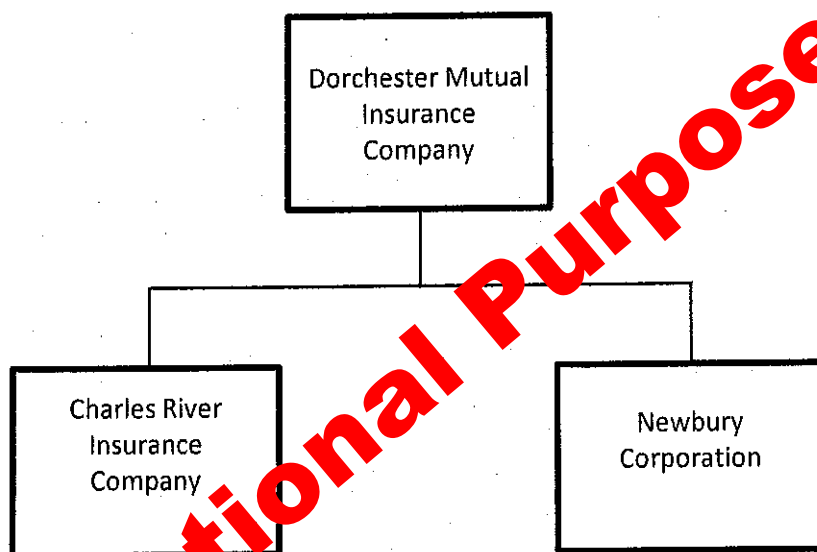 Dorchester Mutual
Insurance
Company
tional Purpose
Charles River
Insurance
Company
Newbury
Corporation